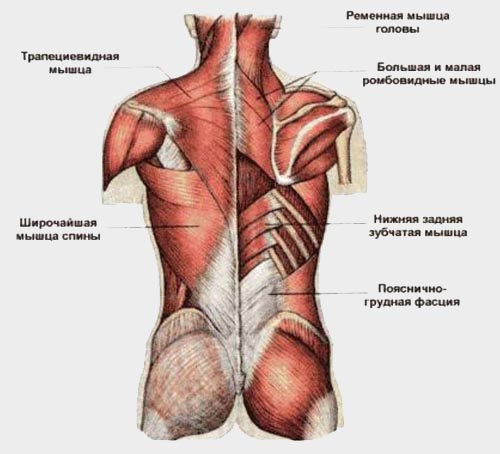 Ременная мышца
головы
Трапециевидная
мышца
Большая и малая
ромбовидные мышцы
Широчайшая
мышца спины
Нижняя задняя
зубчатая мышца
Пояснично-
грудная фасция